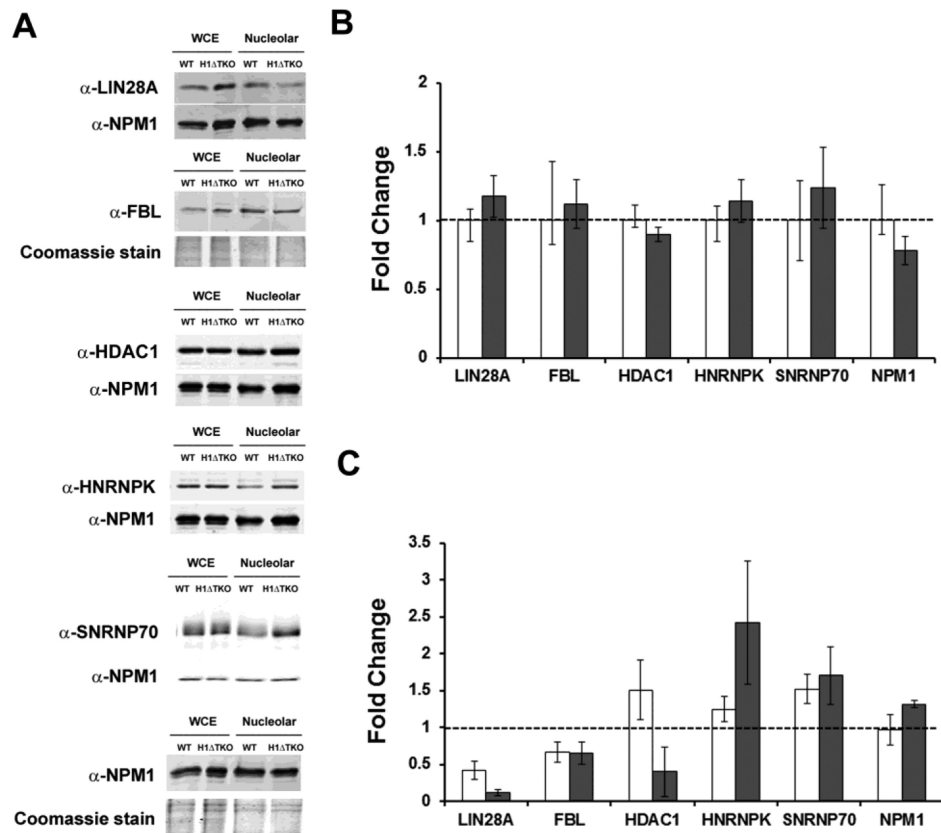 A
WCE Nucleolar
WT H1ΔTKO WT H1ΔTKO
α-LIN28A
α-NPM1
WCE Nucleolar
WT H1ΔTKO WT H1ΔTKO
α-FBL
Coomassie stain
WCE Nucleolar
WT H1ΔTKO WT H1ΔTKO
α-HDAC1
α-NPM1
WCE Nucleolar
WT H1ΔTKO WT H1ΔTKO
α-HNRNPK
α-NPM1
WCE Nucleolar
WT H1ΔTKO WT H1ΔTKO
α-SNRNP70
α-NPM1
WCE Nucleolar
WT H1ΔTKO WT H1ΔTKO
α-NPM1
Coomassie stain
B
Fold Change
2
1.5
1
0.5
0
LIN28A FBL HDAC1 HNRNPK SNRNP70 NPM1
C
Fold Change
3.5
3
2.5
2
1.5
1
0.5
0
LIN28A FBL HDAC1 HNRNPK SNRNP70 NPM1